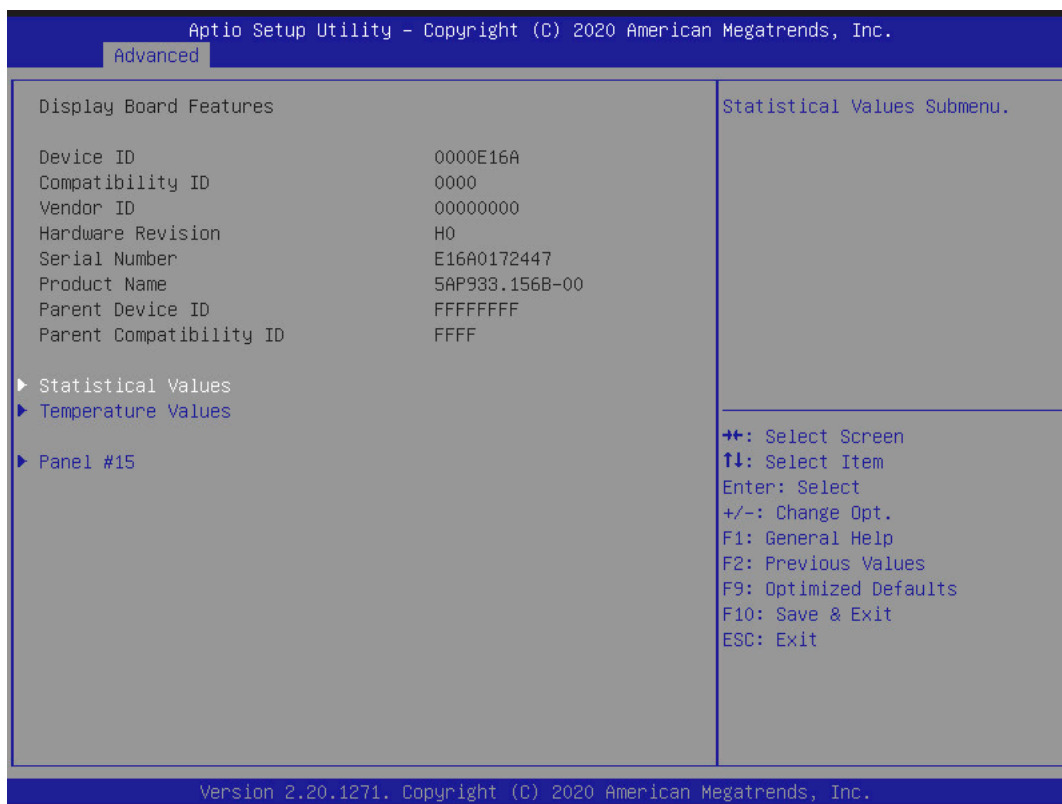 Aptio Setup Utility – Copyright (C) 2020 American Megatrends, Inc.
Advanced
Display Board Features
Device ID 0000E16A
Compatibility ID 0000
Vendor ID 00000000
Hardware Revision H0
Serial Number E16A0172447
Product Name 5AP933.156B-00
Parent Device ID FFFFFFFF
Parent Compatibility ID FFFF
Statistical Values
Temperature Values
Panel #15
Statistical Values Submenu.
→←: Select Screen
↑↓: Select Item
Enter: Select
+/-: Change Opt.
F1: General Help
F2: Previous Values
F9: Optimized Defaults
F10: Save & Exit
ESC: Exit
Version 2.20.1271. Copyright (C) 2020 American Megatrends, Inc.